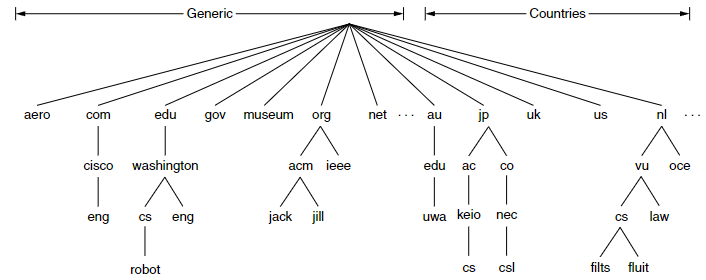 Generic Countries
aero com edu gov museum org net ... au jp uk us nl ...
cisco washington acm ieee edu ac co vu oce
eng cs eng jack jill uwa keio nec cs law
robot cs csl filts fluit